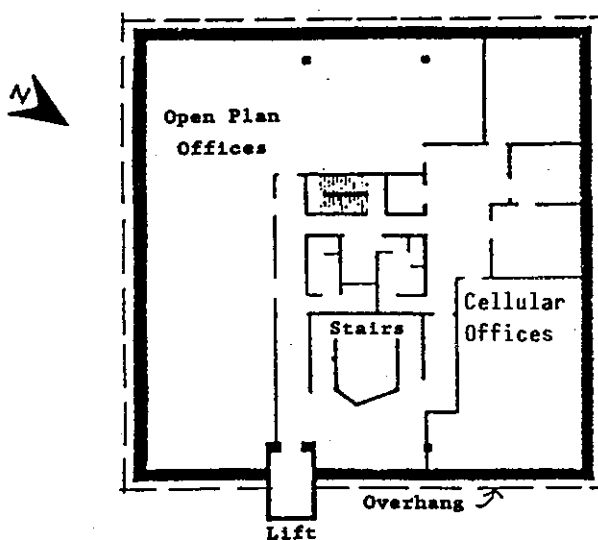 N
Open Plan
Offices
Stairs
Cellular
Offices
Overhang
Lift